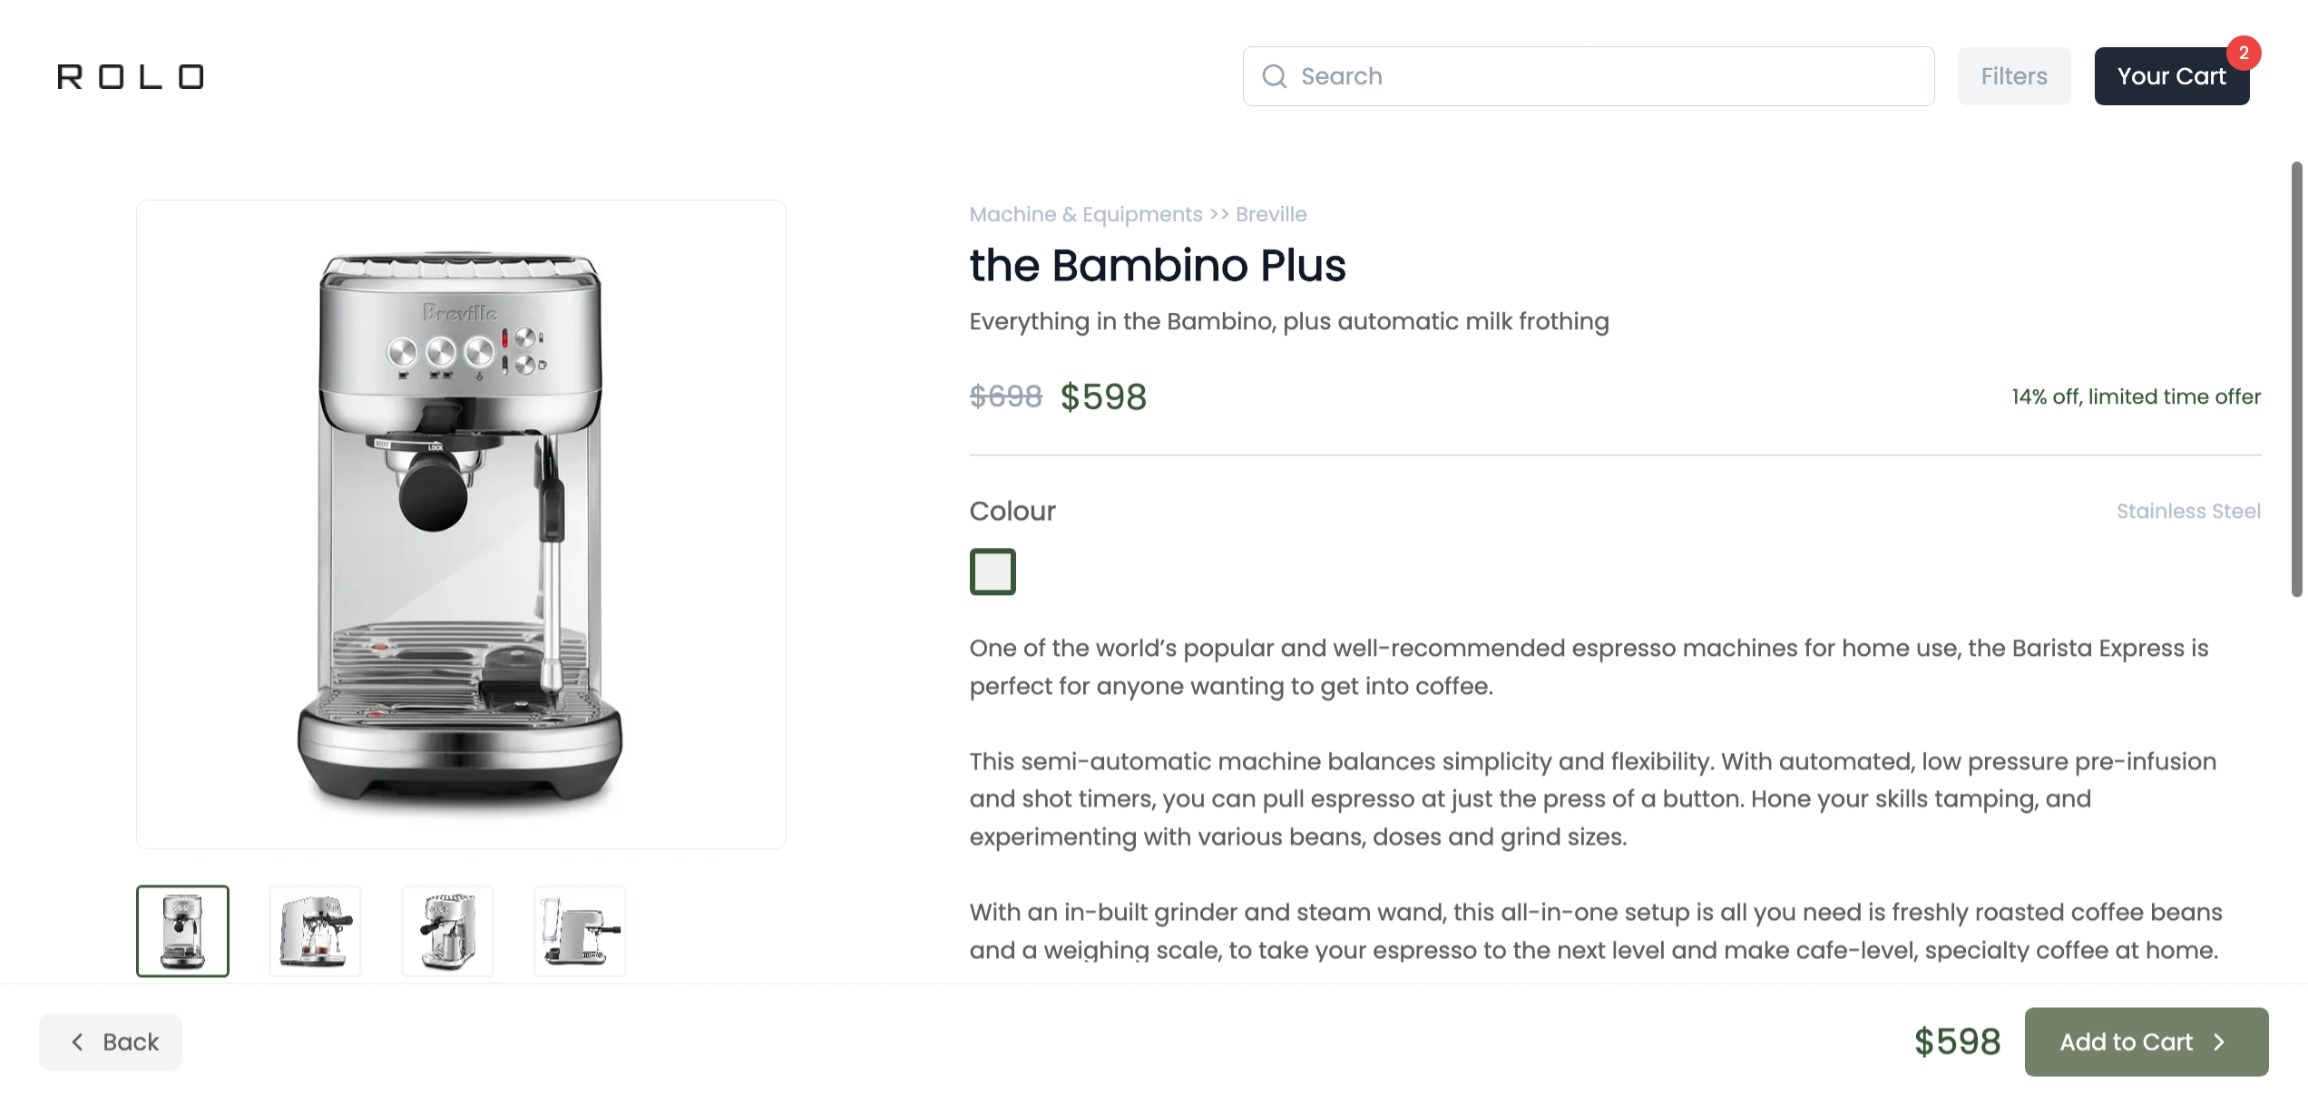 ROLO
Search
Filters
Your Cart
2
Machine & Equipments >> Breville
the Bambino Plus
Everything in the Bambino, plus automatic milk frothing
$698 $598
14% off, limited time offer
Breville
LOCK
Colour
Stainless Steel
One of the world’s popular and well-recommended espresso machines for home use, the Barista Express is
perfect for anyone wanting to get into coffee.
This semi-automatic machine balances simplicity and flexibility. With automated, low pressure pre-infusion
and shot timers, you can pull espresso at just the press of a button. Hone your skills tamping, and
experimenting with various beans, doses and grind sizes.
With an in-built grinder and steam wand, this all-in-one setup is all you need is freshly roasted coffee beans
and a weighing scale, to take your espresso to the next level and make cafe-level, specialty coffee at home.
Back
$598
Add to Cart